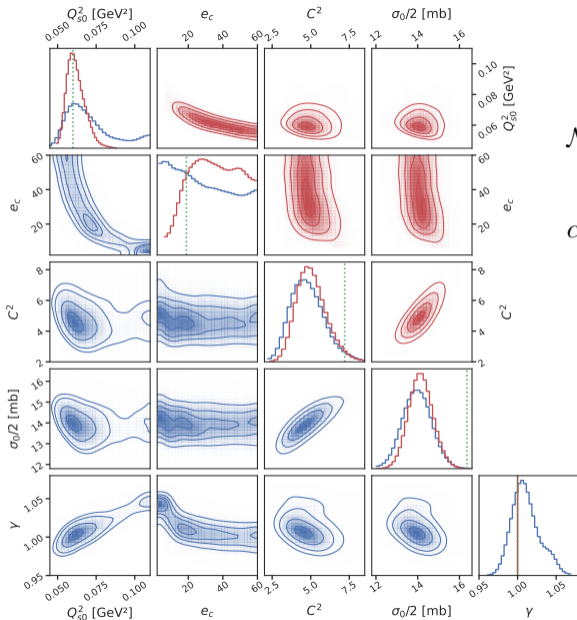 Q²ₛ₀ [GeV²] e_c C² σ₀/2 [mb]
0.050 0.075 0.100 20 40 60 2.5 5.0 7.5 12 14 16
0.10
0.08
0.06
Q²ₛ₀ [GeV²]
𝒩
e_c
60
40
20
20
40
60
e_c
C
C²
8
6
4
2
2
4
6
8
C²
σ₀/2 [mb]
16
15
14
13
12
γ
1.05
1.00
0.95
0.050 0.075 0.100 20 40 60 2.5 5.0 7.5 12 14 16 0.95 1.00 1.05
Q²ₛ₀ [GeV²] e_c C² σ₀/2 [mb] γ